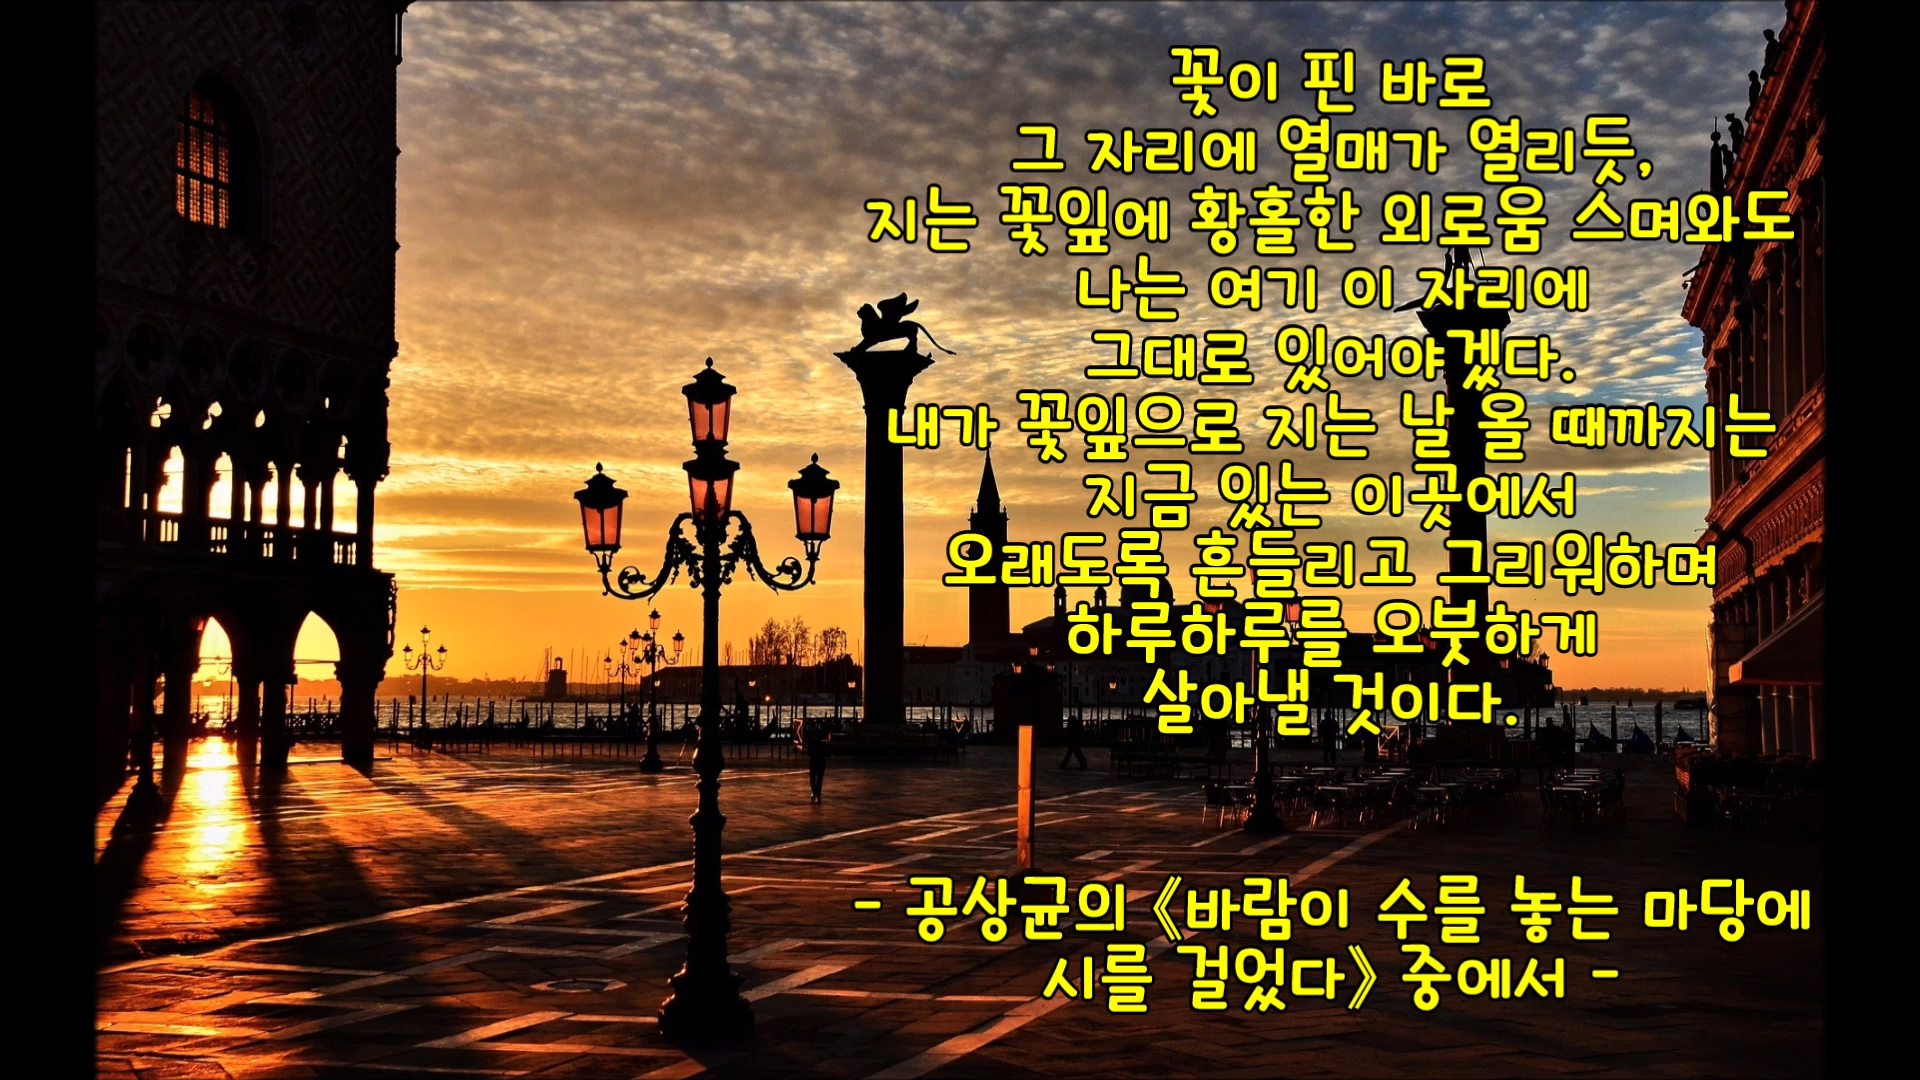 꽃이 핀 바로
그 자리에 열매가 열리듯,
지는 꽃잎에 황홀한 외로움 스며와도
나는 여기 이 자리에
그대로 있어야겠다.
내가 꽃잎으로 지는 날 올 때까지는
지금 있는 이곳에서
오래도록 흔들리고 그리워하며
하루하루를 오붓하게
살아낼 것이다.
- 공상균의《바람이 수를 놓는 마당에
시를 걸었다》중에서 -